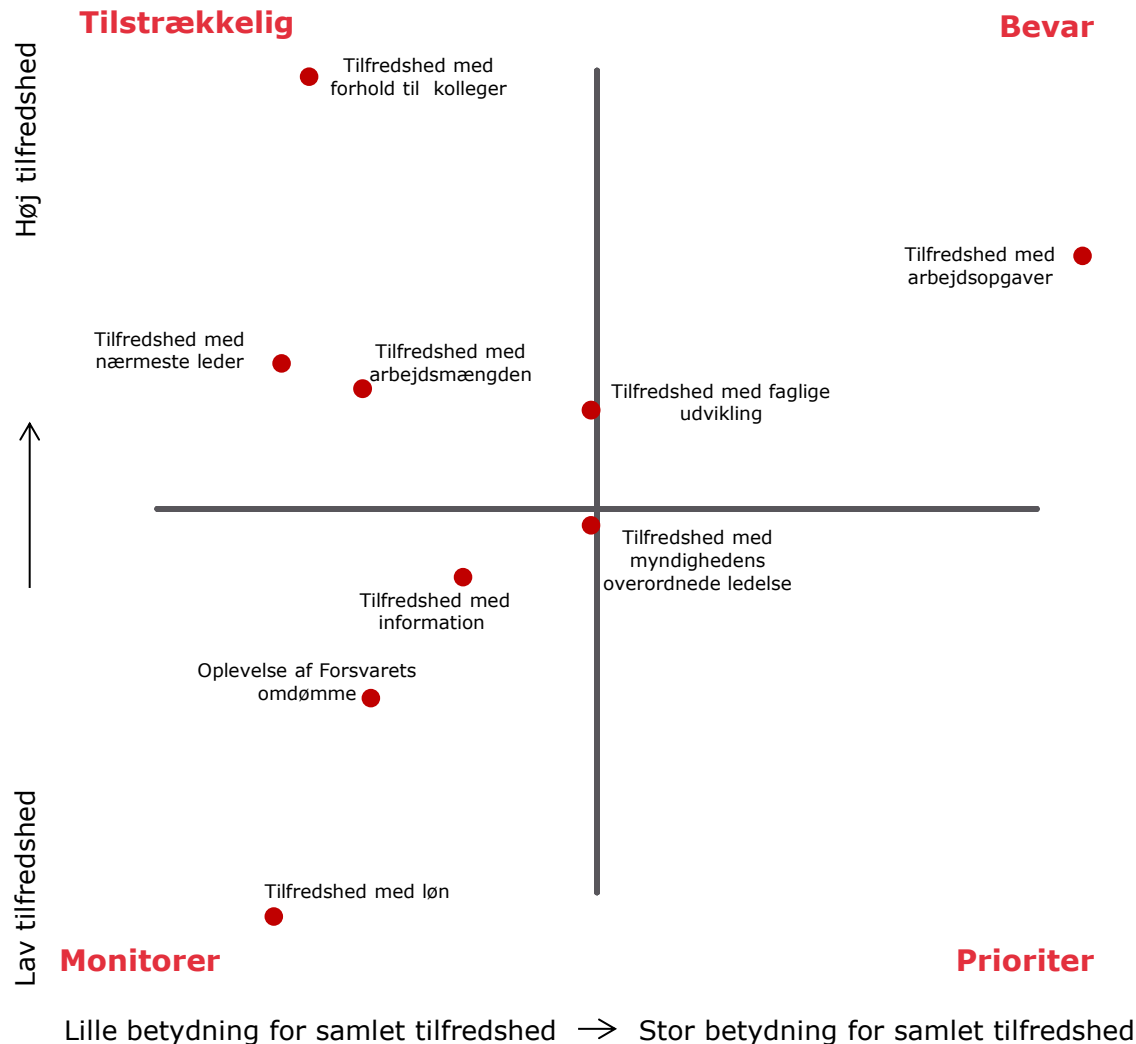 Tilstrækkelig
Bevar
Høj tilfredshed
Tilfredshed med
forhold til kolleger
Tilfredshed med
arbejdsopgaver
Tilfredshed med
nærmeste leder
Tilfredshed med
arbejdsmængden
Tilfredshed med faglige
udvikling
Tilfredshed med
myndighedens
overordnede ledelse
Tilfredshed med
information
Oplevelse af Forsvarets
omdømme
Lav tilfredshed
Tilfredshed med løn
Monitorer
Prioriter
Lille betydning for samlet tilfredshed → Stor betydning for samlet tilfredshed